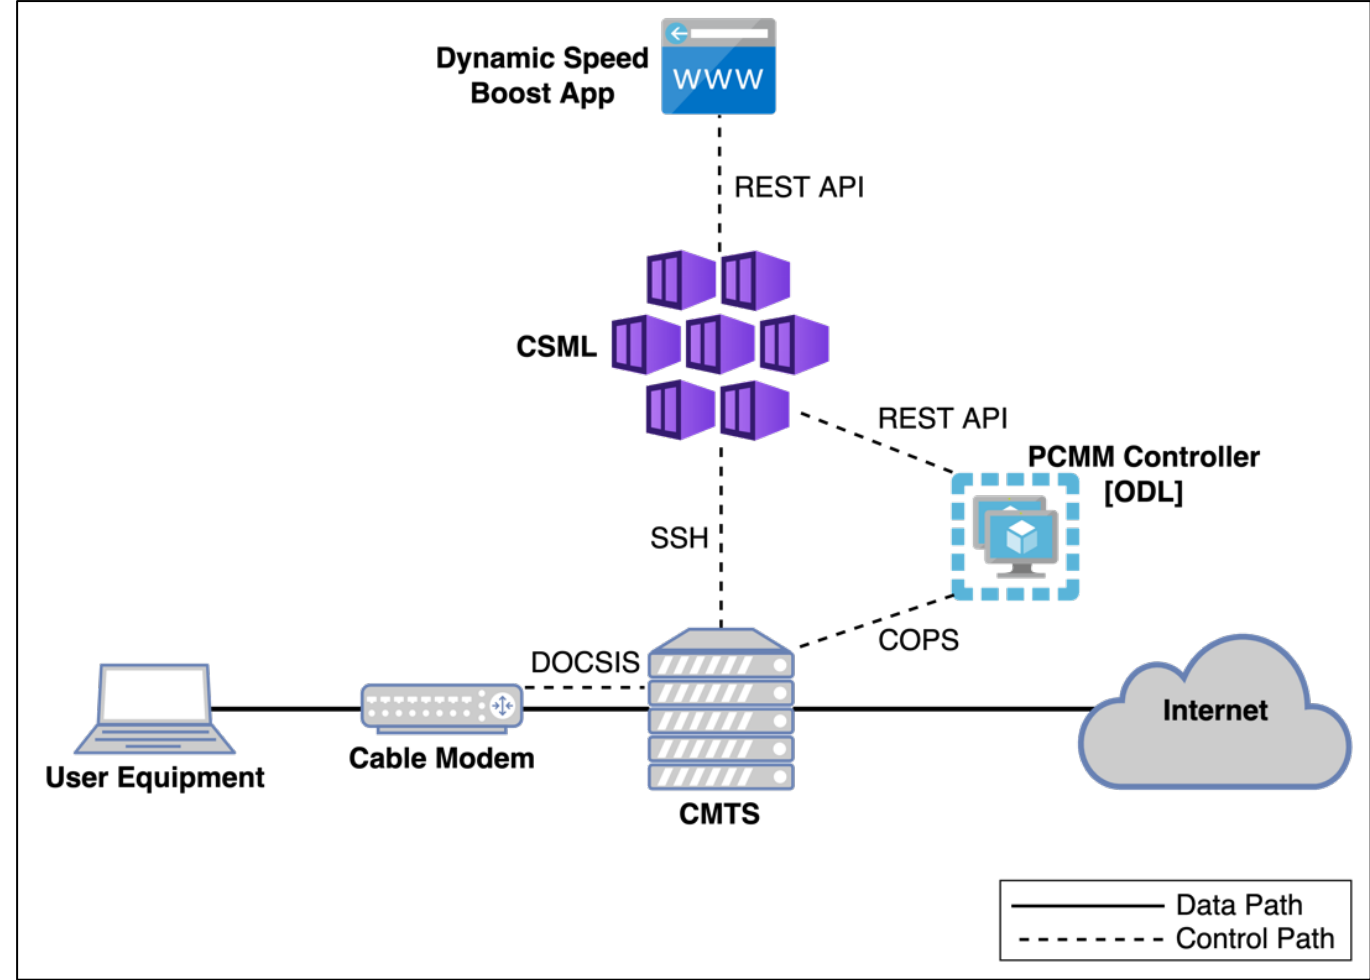 Dynamic Speed
Boost App
WWW
REST API
CSML
REST API
PCMM Controller
[ODL]
SSH
COPS
DOCSIS
Internet
Cable Modem
User Equipment
CMTS
Data Path
Control Path